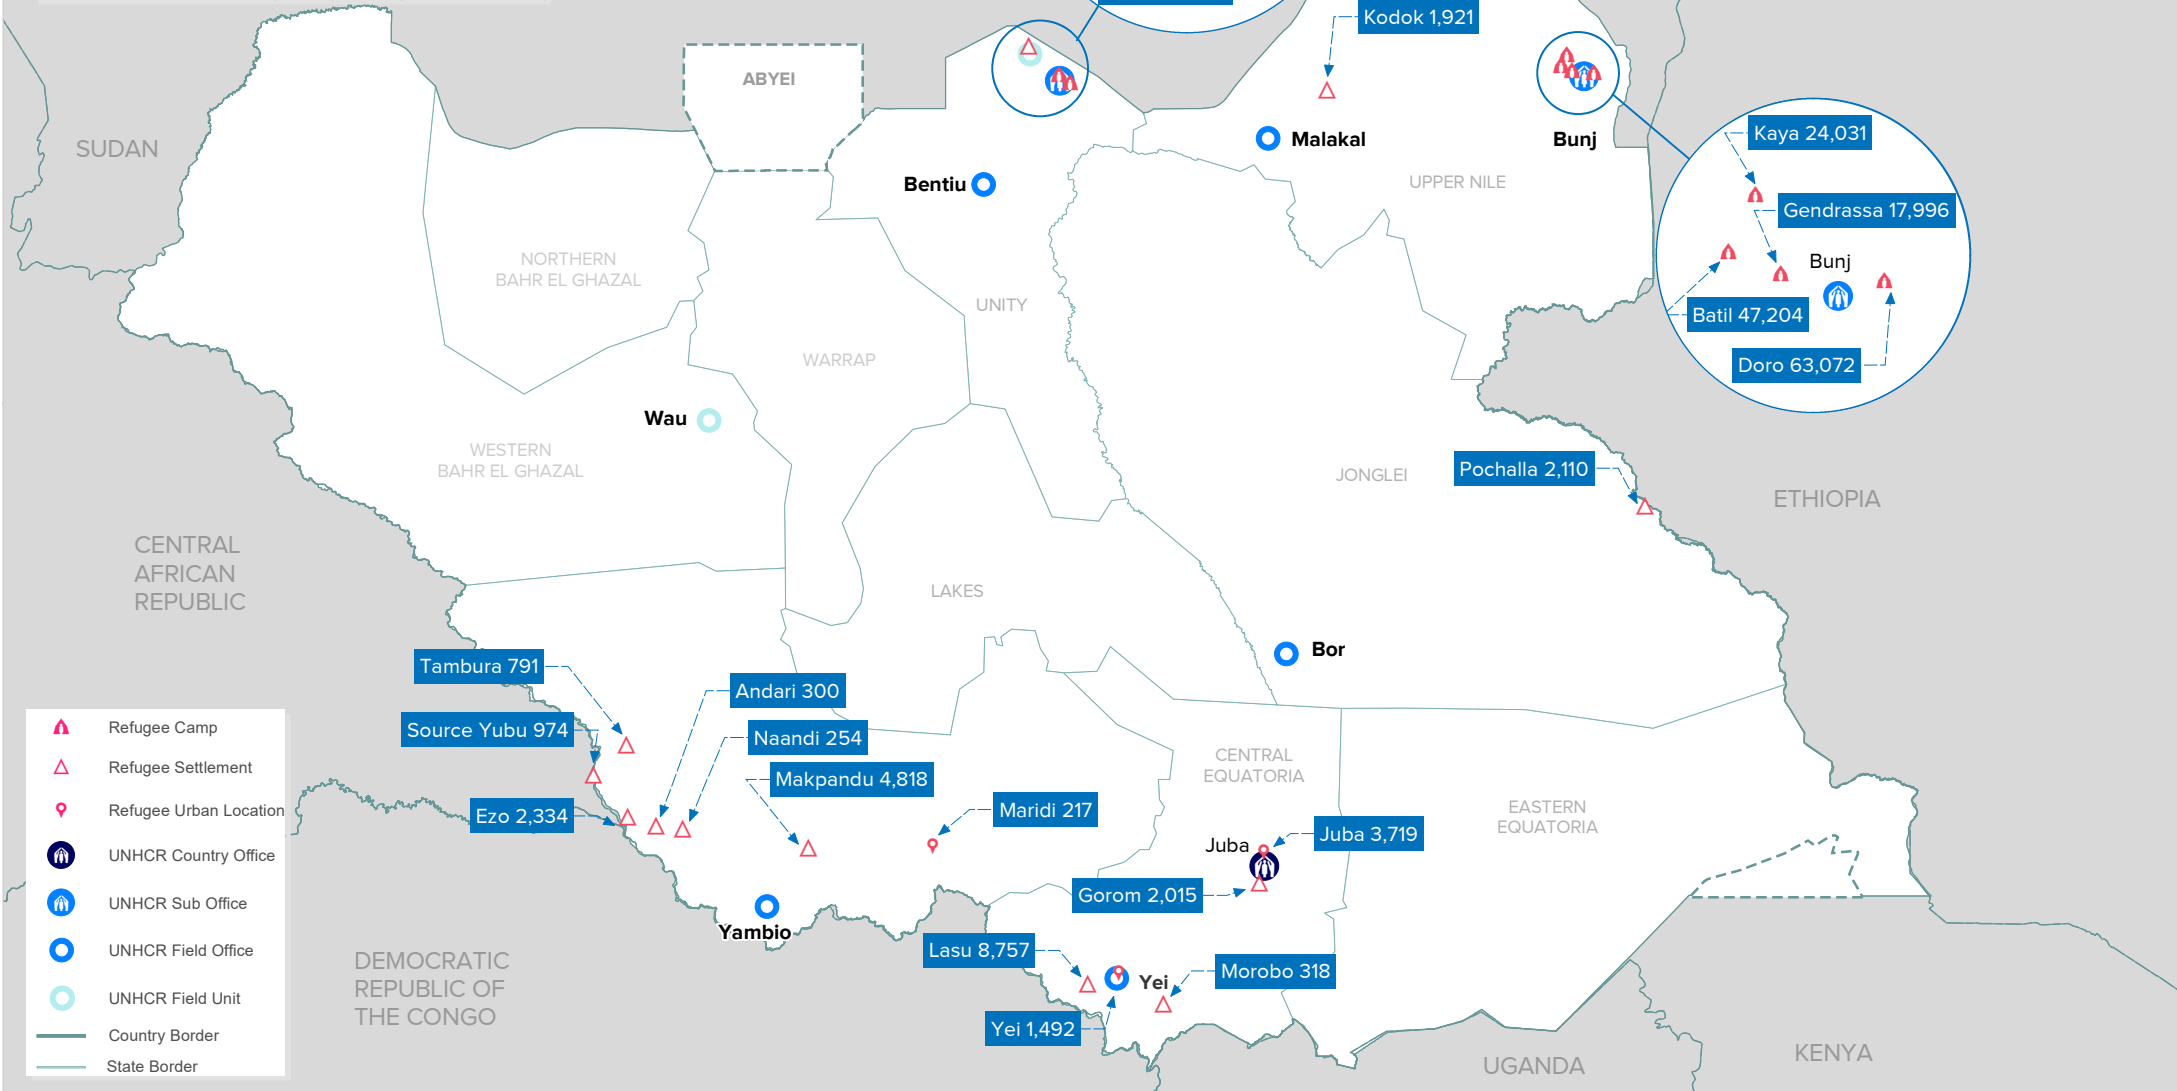 Kodok 1,921
ABYEI
SUDAN
Malakal
Bunj
Kaya 24,031
Bentiu
UPPER NILE
Gendrassa 17,996
NORTHERN
BAHR EL GHAZAL
Bunj
UNITY
Batil 47,204
WARRAP
Doro 63,072
Wau
WESTERN
BAHR EL GHAZAL
JONGLEI
Pochalla 2,110
ETHIOPIA
CENTRAL
AFRICAN
REPUBLIC
LAKES
Bor
Tambura 791
Andari 300
Source Yubu 974
Naandi 254
Makpandu 4,818
CENTRAL
EQUATORIA
Ezo 2,334
Maridi 217
EASTERN
EQUATORIA
Juba
Juba 3,719
Gorom 2,015
Yambio
Lasu 8,757
Yei
Morobo 318
Yei 1,492
DEMOCRATIC
REPUBLIC OF
THE CONGO
UGANDA
KENYA
Refugee Camp
Refugee Settlement
Refugee Urban Location
UNHCR Country Office
UNHCR Sub Office
UNHCR Field Office
UNHCR Field Unit
Country Border
State Border